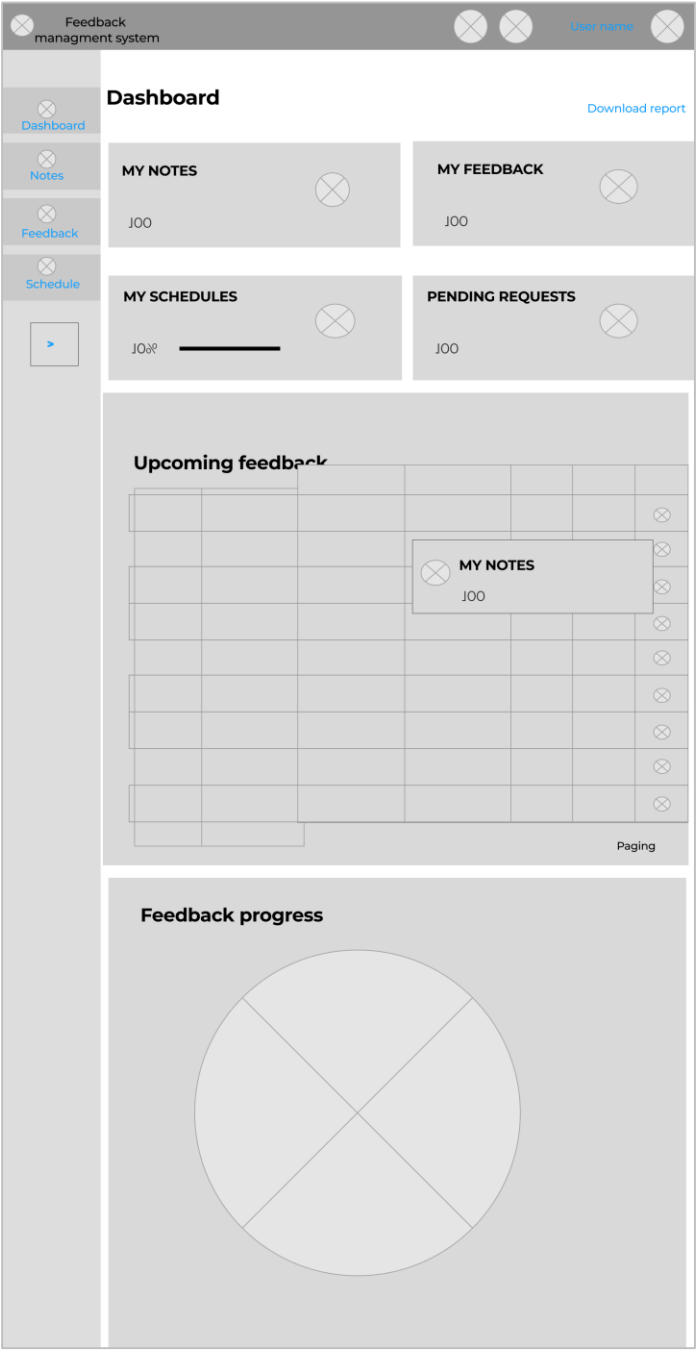 Feedback
managment system
User name
Dashboard
Notes
Feedback
Schedule
>
Dashboard
Download report
MY NOTES
100
MY FEEDBACK
100
MY SCHEDULES
10%
PENDING REQUESTS
100
Upcoming feedback
MY NOTES
100
Paging
Feedback progress